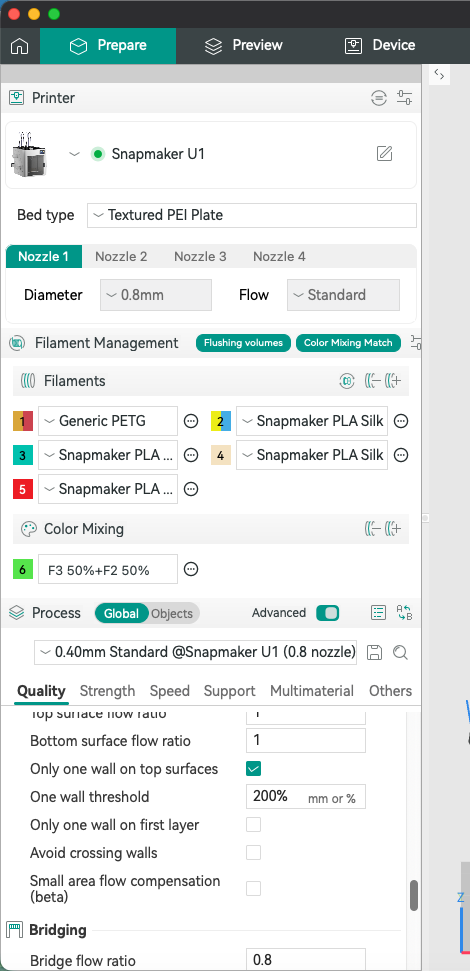 Prepare
Preview
Device
Printer
Snapmaker U1
Bed type
Textured PEI Plate
Nozzle 1 Nozzle 2 Nozzle 3 Nozzle 4
Diameter 0.8mm Flow Standard
Filament Management Flushing volumes Color Mixing Match
Filaments
1 Generic PETG 2 Snapmaker PLA Silk
3 Snapmaker PLA ... 4 Snapmaker PLA Silk
5 Snapmaker PLA ...
Color Mixing
6 F3 50%+F2 50%
Process Global Objects Advanced
0.40mm Standard @Snapmaker U1 (0.8 nozzle)
Quality Strength Speed Support Multimaterial Others
Top surface flow ratio 1
Bottom surface flow ratio 1
Only one wall on top surfaces
One wall threshold 200% mm or %
Only one wall on first layer
Avoid crossing walls
Small area flow compensation
(beta)
Z
Bridging
Bridge flow ratio 0.8